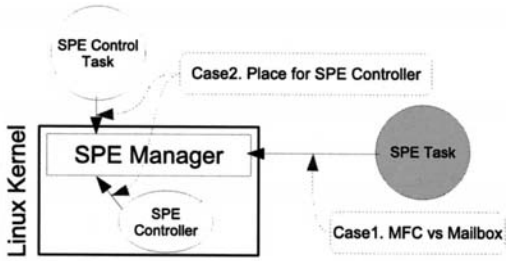 SPE Control
Task
Case2. Place for SPE Controller
Linux Kernel
SPE Manager
SPE Task
SPE
Controller
Case1. MFC vs Mailbox